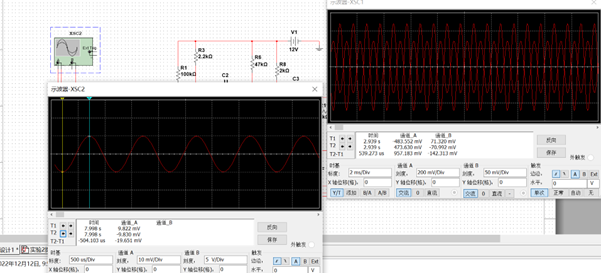 XSC2
Ext Trig
V1
12V
R3
2.2kΩ
R1
100kΩ
R6
47kΩ
R8
2kΩ
C2
C3
示波器-XSC1
时间 通道_A 通道_B
T1 2.939 s -483.552 mV 71.320 mV
T2 2.939 s 473.630 mV -70.992 mV
T2-T1 539.273 us 957.183 mV -142.313 mV
反向
保存
外触发
时基 通道 A 通道 B 触发
标度: 2 ms/Div 刻度: 200 mV/Div 刻度: 50 mV/Div 边沿: A B Ext
X 轴位移(格): 0 Y 轴位移(格): 0 Y 轴位移(格): 0 水平: 0 V
Y/T 添加 B/A A/B 交流 0 直流 交流 0 直流 - 单次 正常 自动 无
示波器-XSC2
时间 通道_A 通道_B
T1 7.998 s 9.822 mV
T2 7.998 s -9.830 mV
T2-T1 -504.103 us -19.651 mV
反向
保存
外触发
时基 通道 A 通道 B 触发
标度: 500 us/Div 刻度: 10 mV/Div 刻度: 5 V/Div 边沿: A B Ext
X 轴位移(格): 0 Y 轴位移(格): 0 Y 轴位移(格): 0 水平: 0 V
设计1
022年12月12日,